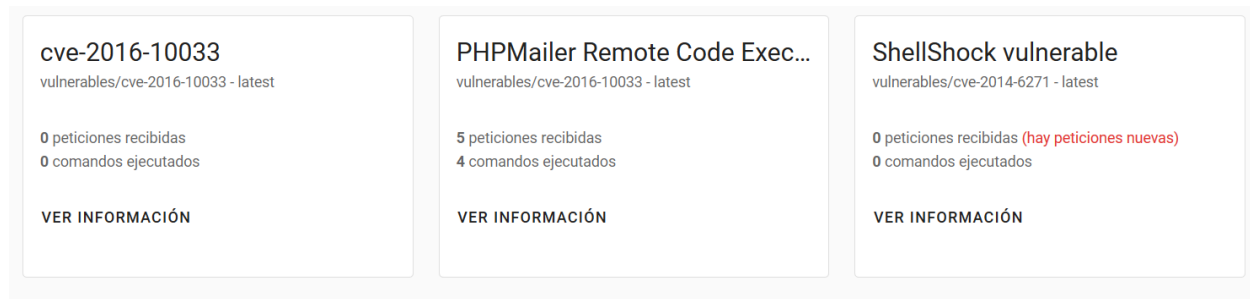 cve-2016-10033
vulnerables/cve-2016-10033 - latest
0 peticiones recibidas
0 comandos ejecutados
VER INFORMACIÓN
PHPMailer Remote Code Exec...
vulnerables/cve-2016-10033 - latest
5 peticiones recibidas
4 comandos ejecutados
VER INFORMACIÓN
ShellShock vulnerable
vulnerables/cve-2014-6271 - latest
0 peticiones recibidas (hay peticiones nuevas)
0 comandos ejecutados
VER INFORMACIÓN